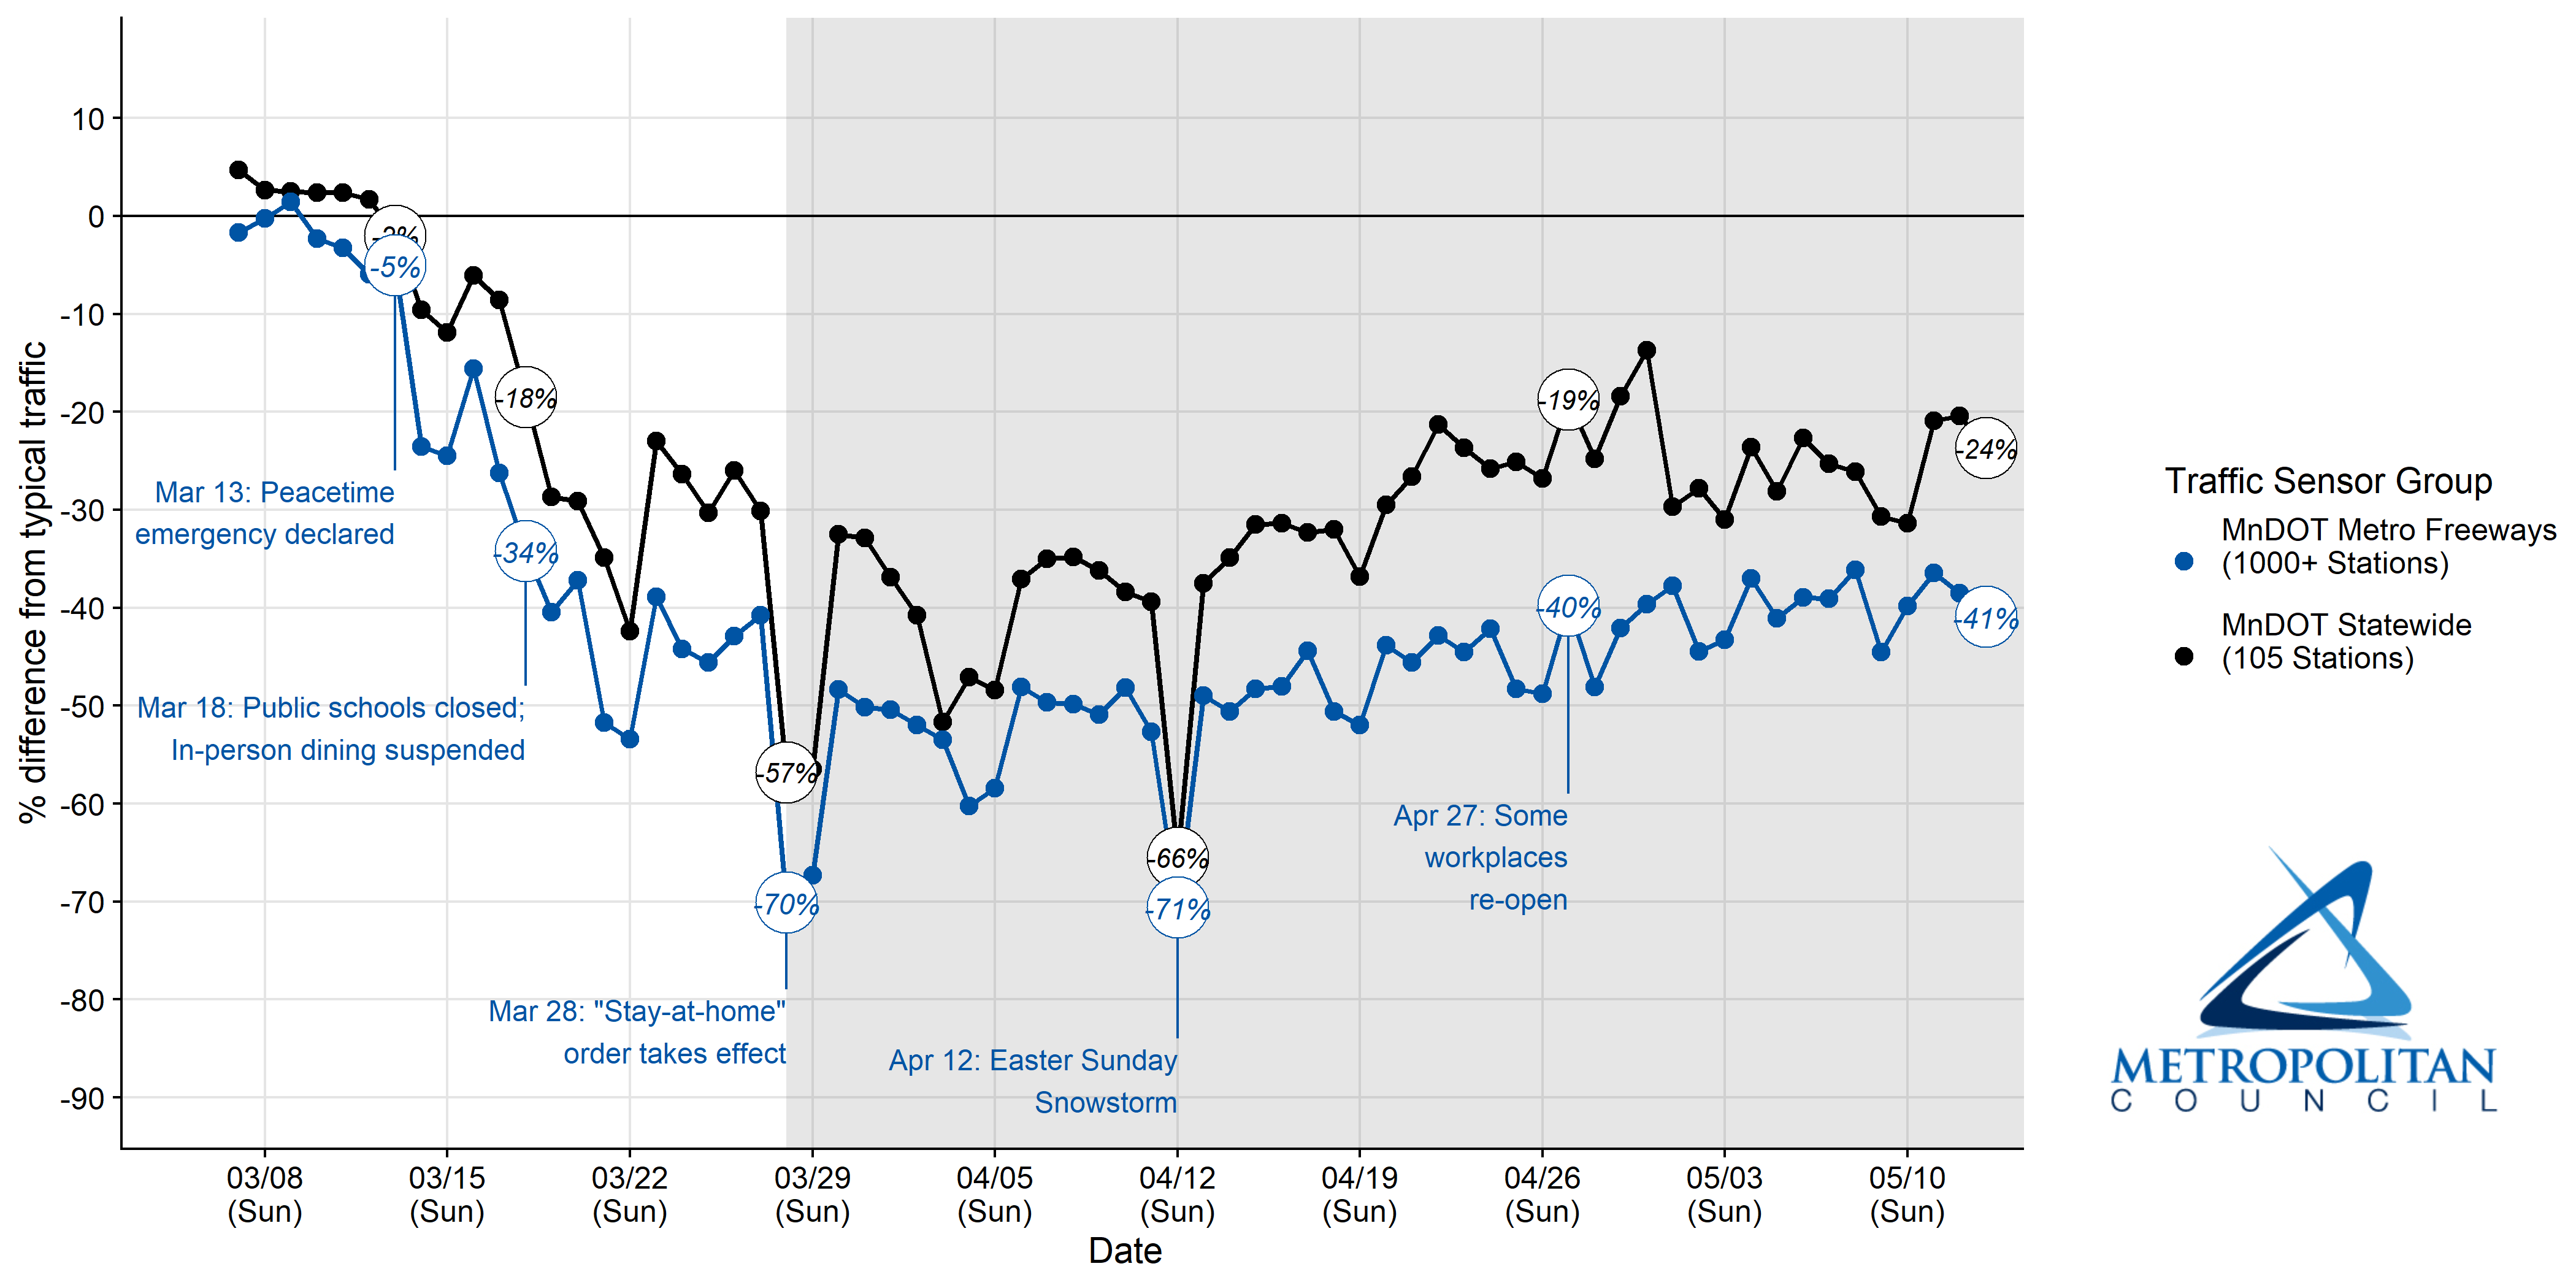 % difference from typical traffic
10
0
-10
-20
-30
-40
-50
-60
-70
-80
-90
-5%
-18%
-34%
-57%
-70%
-66%
-71%
-19%
-40%
-24%
-41%
Mar 13: Peacetime
emergency declared
Mar 18: Public schools closed;
In-person dining suspended
Mar 28: "Stay-at-home"
order takes effect
Apr 12: Easter Sunday
Snowstorm
Apr 27: Some
workplaces
re-open
03/08
(Sun)
03/15
(Sun)
03/22
(Sun)
03/29
(Sun)
04/05
(Sun)
04/12
(Sun)
04/19
(Sun)
04/26
(Sun)
05/03
(Sun)
05/10
(Sun)
Date
Traffic Sensor Group
MnDOT Metro Freeways
(1000+ Stations)
MnDOT Statewide
(105 Stations)
METROPOLITAN
COUNCIL